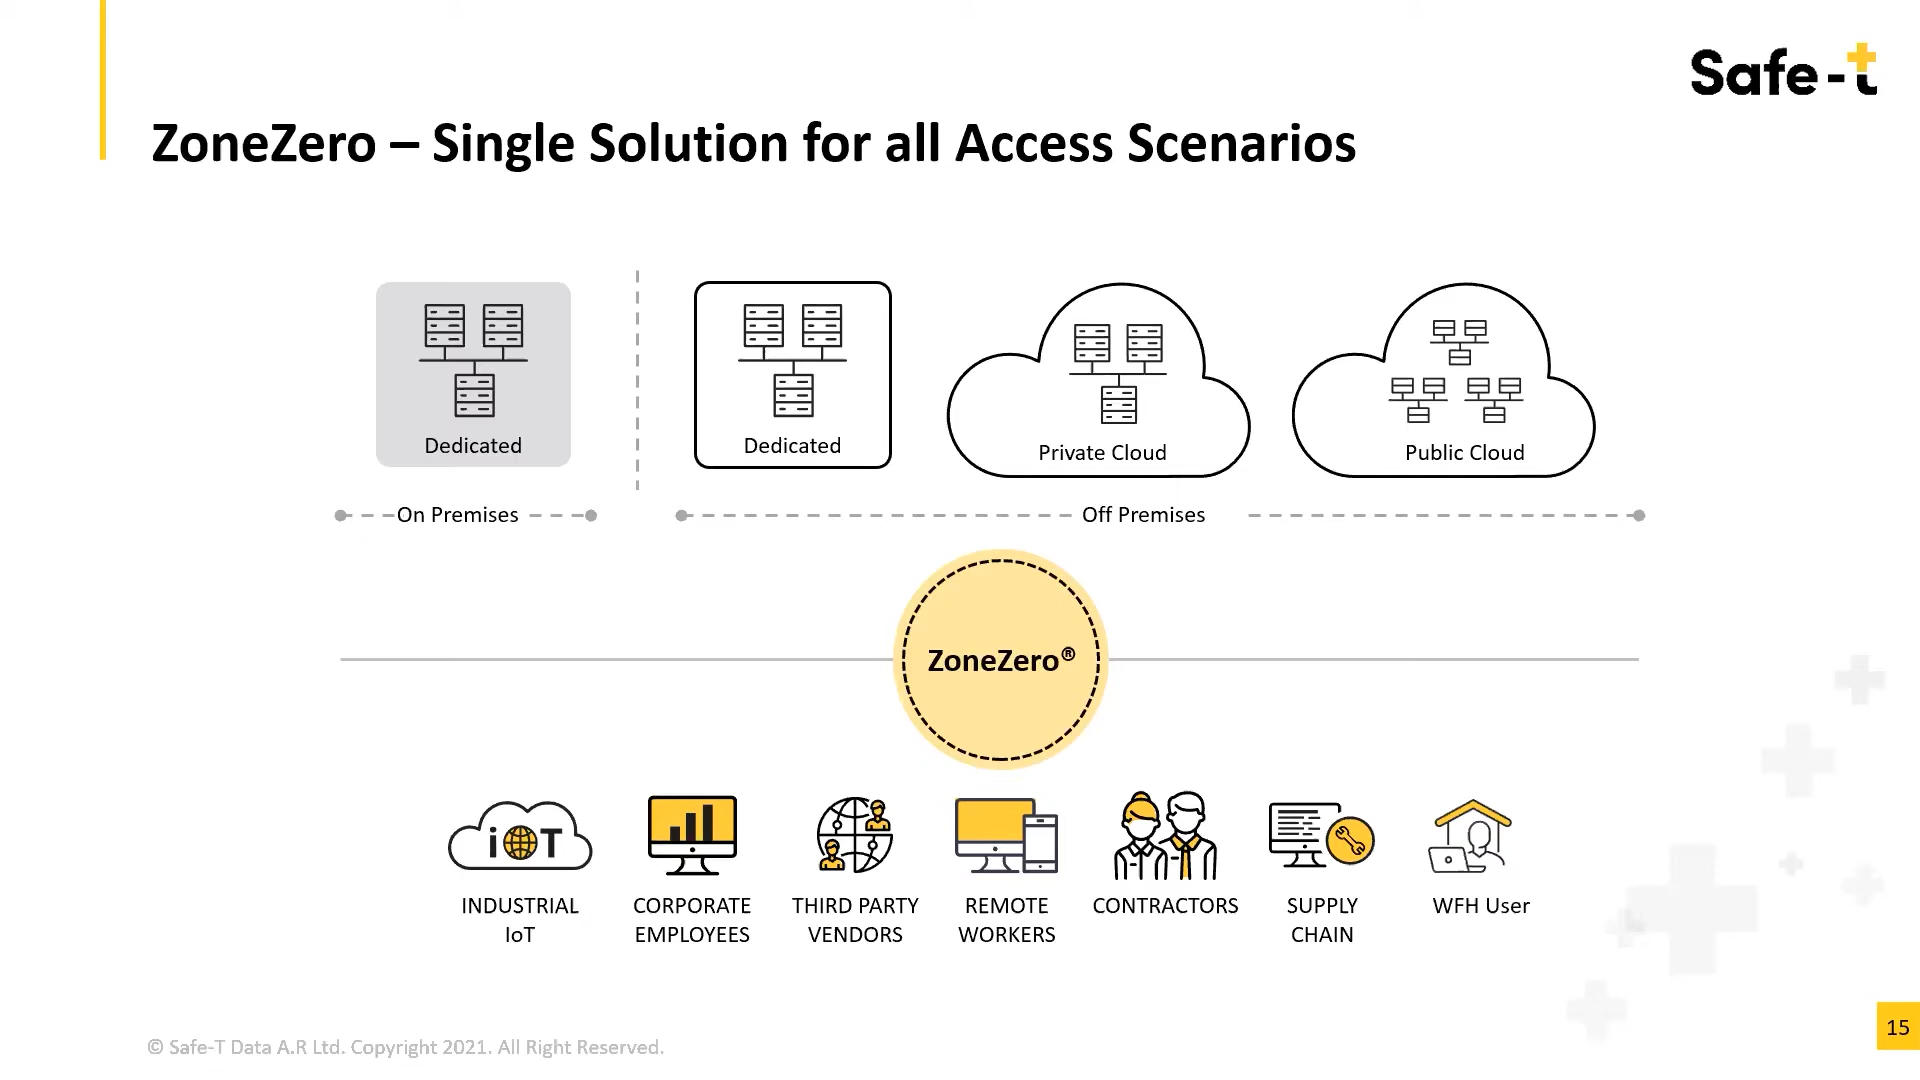 Safe-t
ZoneZero – Single Solution for all Access Scenarios
Dedicated
Dedicated
Private Cloud
Public Cloud
On Premises
Off Premises
ZoneZero®
iOT
INDUSTRIAL
IoT
CORPORATE
EMPLOYEES
THIRD PARTY
VENDORS
REMOTE
WORKERS
CONTRACTORS
SUPPLY
CHAIN
WFH User
© Safe-T Data A.R Ltd. Copyright 2021. All Right Reserved.
15